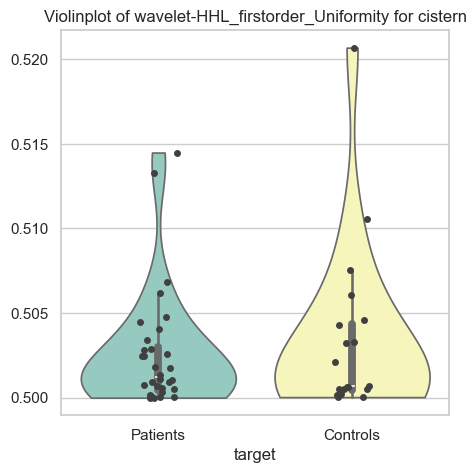 Violinplot of wavelet-HHL_firstorder_Uniformity for cistern
0.520
0.515
0.510
0.505
0.500
Patients Controls
target